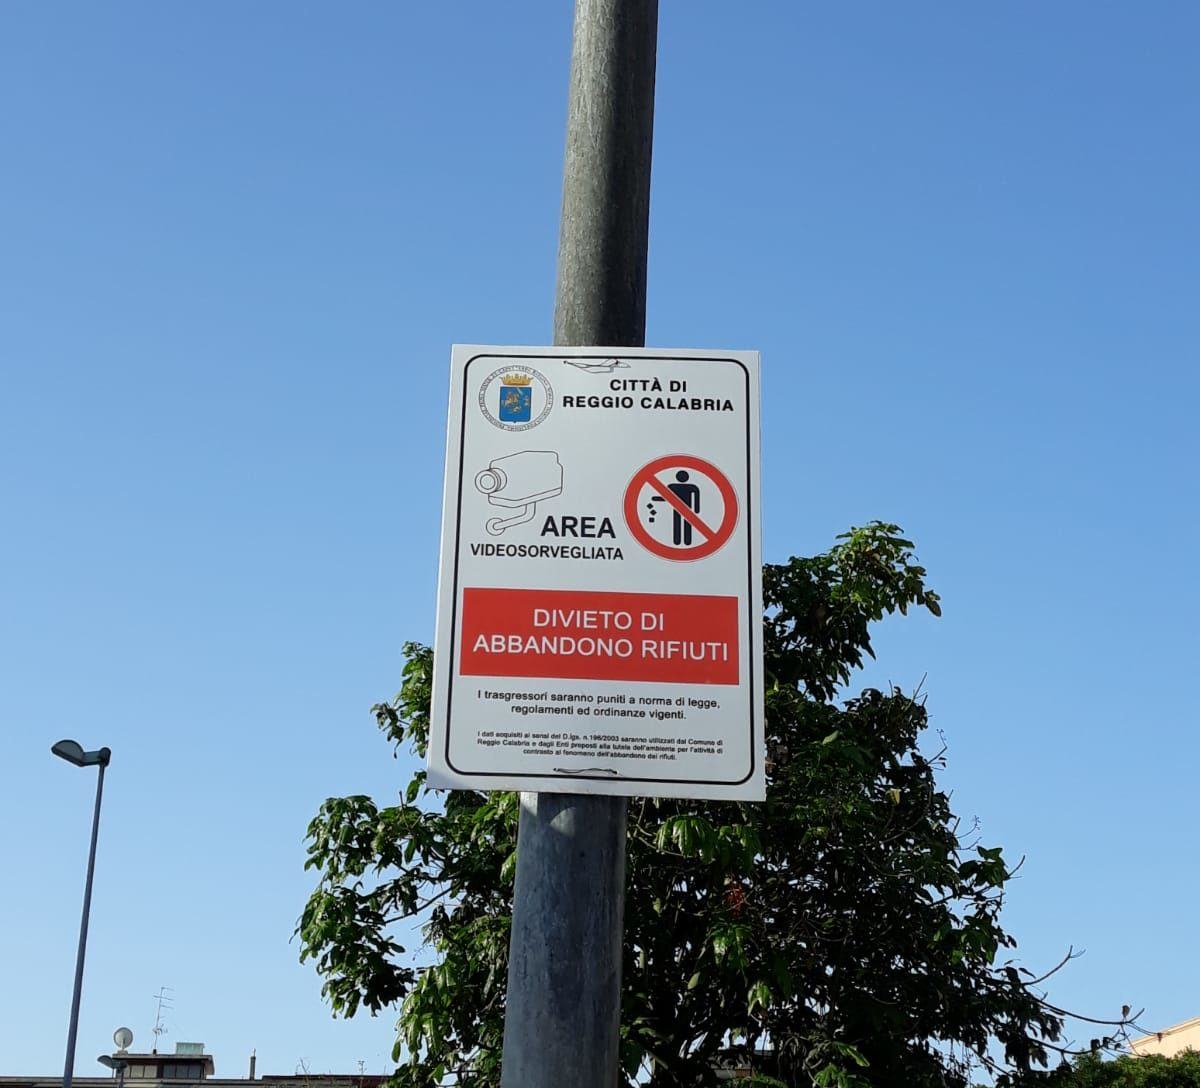 CITTÀ DI
REGGIO CALABRIA
AREA
VIDEOSORVEGLIATA
DIVIETO DI
ABBANDONO RIFIUTI
I trasgressori saranno puniti a norma di legge,
regolamenti ed ordinanze vigenti.
I dati acquisiti ai sensi del D.lgs. n.196/2003 saranno utilizzati dal Comune di
Reggio Calabria e dagli Enti preposti alla tutela dell'ambiente per l'attività di
contrasto al fenomeno dell'abbandono dei rifiuti.